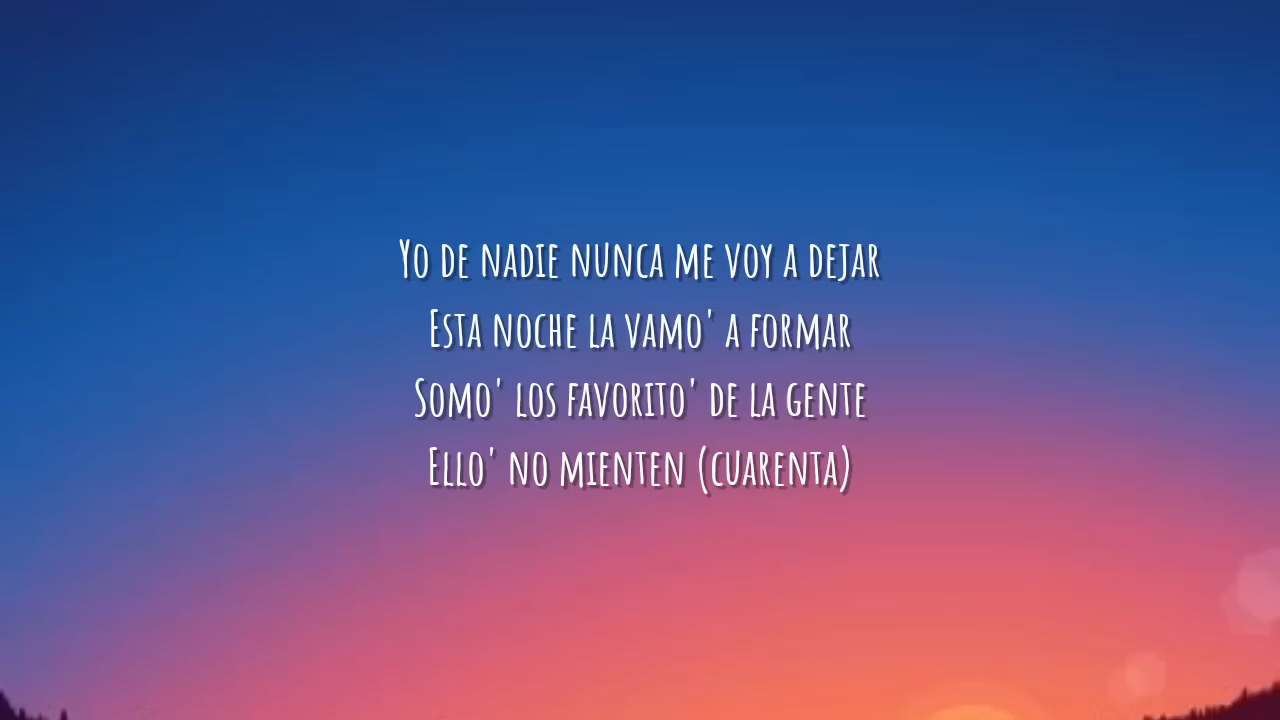 Yo de nadie nunca me voy a dejar
Esta noche la vamo' a formar
Somo' los favorito' de la gente
Ello' no mienten (cuarenta)